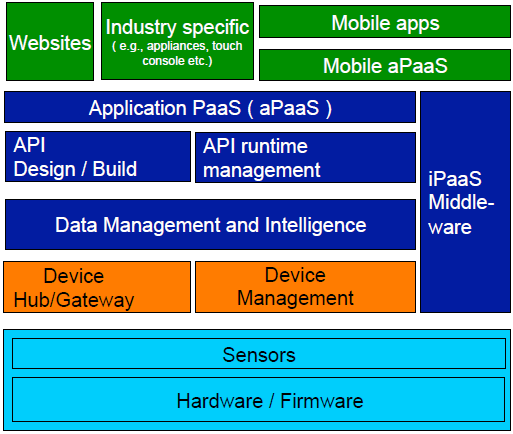 Websites
Industry specific
( e.g., appliances, touch
console etc.)
Mobile apps
Mobile aPaaS
Application PaaS ( aPaaS )
API
Design / Build
API runtime
management
iPaaS
Middle-
ware
Data Management and Intelligence
Device
Hub/Gateway
Device
Management
Sensors
Hardware / Firmware